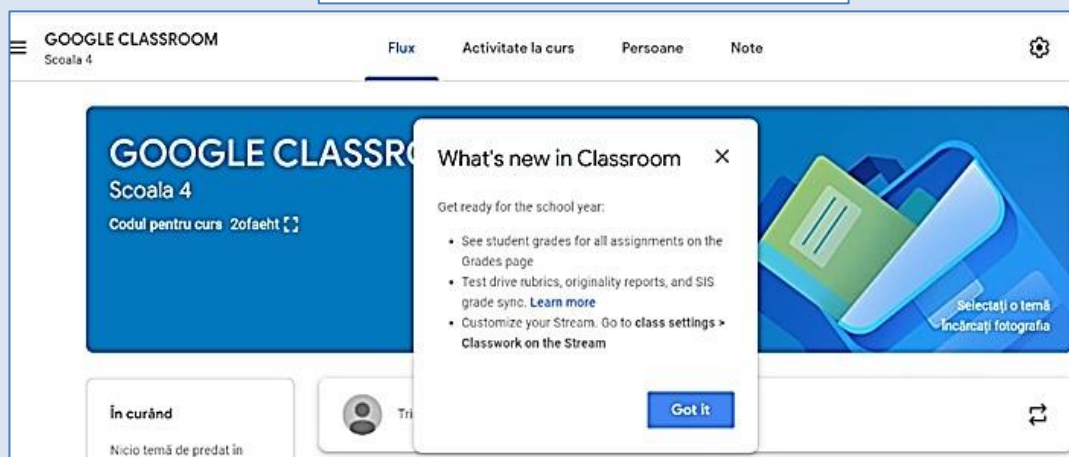 GOOGLE CLASSROOM
Scoala 4
Flux
Activitate la curs
Persoane
Note
GOOGLE CLASSR
Scoala 4
Codul pentru curs 2ofaeht
What's new in Classroom
Get ready for the school year:
• See student grades for all assignments on the
Grades page
• Test drive rubrics, originality reports, and SIS
grade sync. Learn more
• Customize your Stream. Go to class settings >
Classwork on the Stream
Got it
Selectați o temă
Încărcați fotografia
În curând
Nicio temă de predat în
Tri